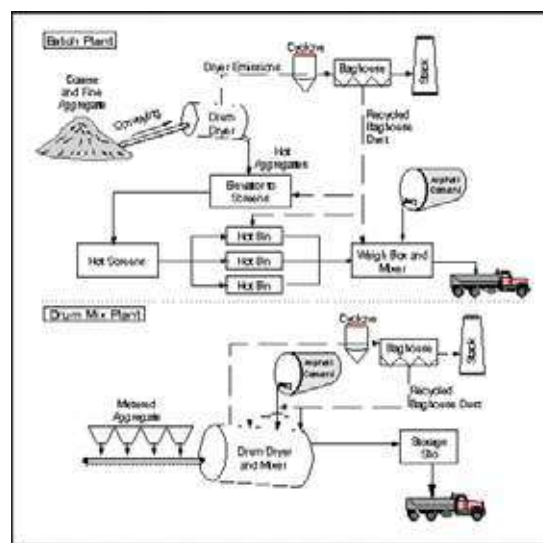 Batch Plant
Cyclone
Dryer Emissions
Baghouse
Stack
Coarse
and Fine
Aggregate
Conveying
Drum
Dryer
Recycled
Baghouse
Dust
Hot
Aggregates
Elevator to
Screens
Asphalt
Cement
Hot Bin
Hot Screens
Hot Bin
Weigh Box and
Mixer
Hot Bin
Drum Mix Plant
Cyclone
Baghouse
Stack
Asphalt
Cement
Recycled
Baghouse Dust
Metered
Aggregate
Drum Dryer
and Mixer
Storage
Silo